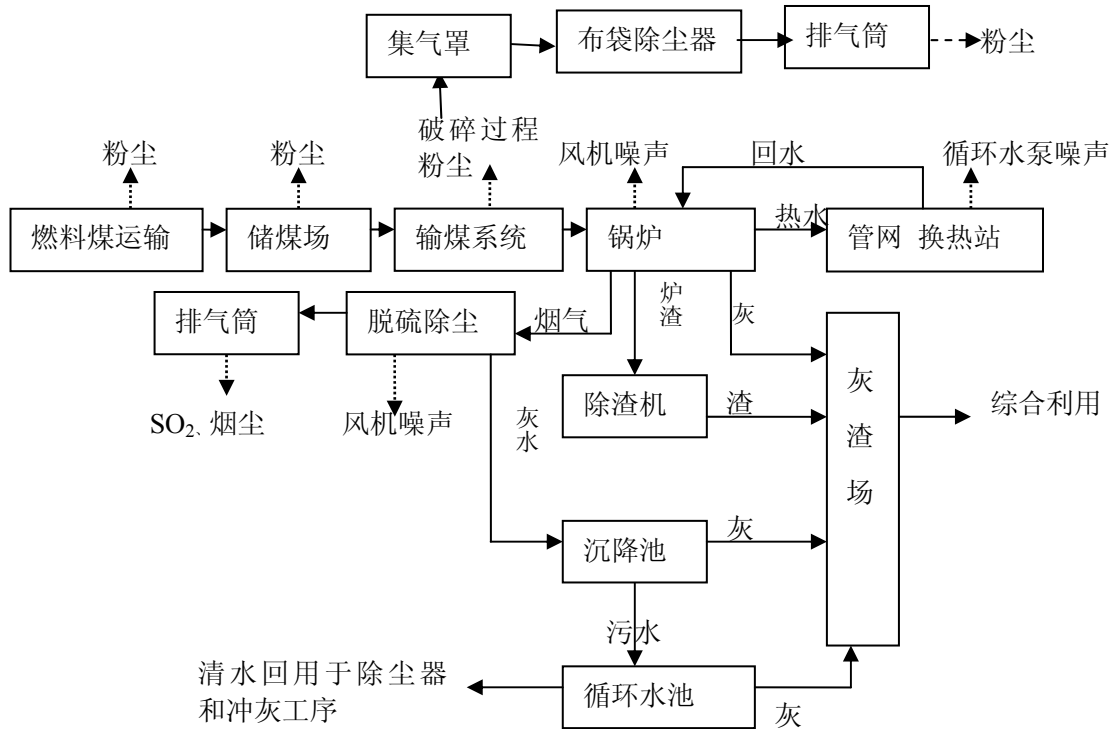 集气罩
布袋除尘器
排气筒
粉尘
粉尘
粉尘
破碎过程
粉尘
风机噪声
回水
循环水泵噪声
燃料煤运输
储煤场
输煤系统
锅炉
热水
管网 换热站
排气筒
脱硫除尘
烟气
炉渣
灰
SO₂、烟尘
风机噪声
灰水
除渣机
渣
灰渣场
综合利用
沉降池
灰
污水
清水回用于除尘器
和冲灰工序
循环水池
灰